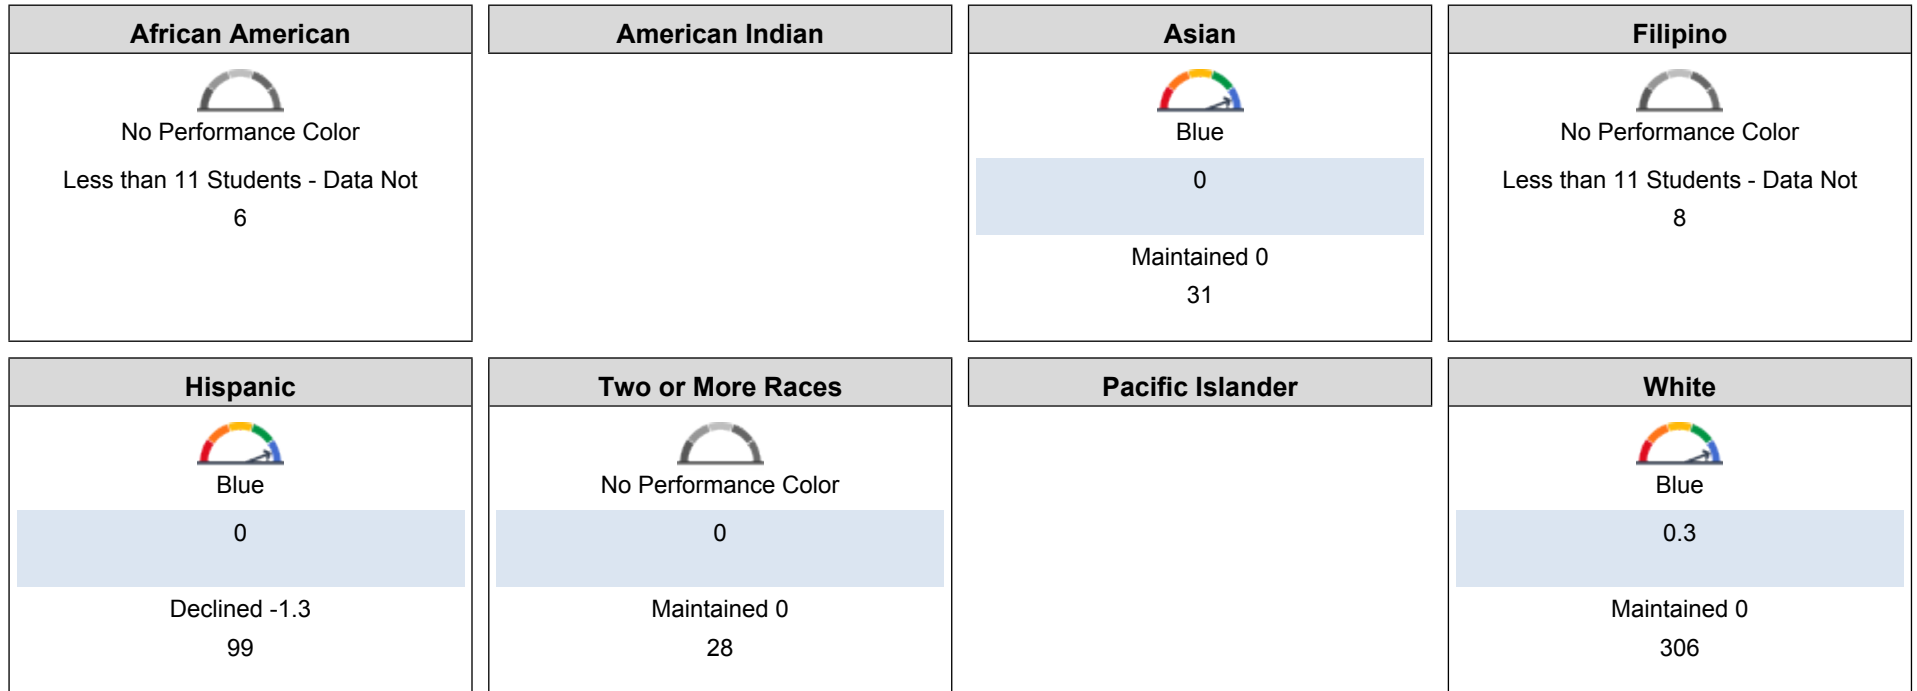 African American
No Performance Color
Less than 11 Students - Data Not
6
American Indian
Asian
Blue
0
Maintained 0
31
Filipino
No Performance Color
Less than 11 Students - Data Not
8
Hispanic
Blue
0
Declined -1.3
99
Two or More Races
No Performance Color
0
Maintained 0
28
Pacific Islander
White
Blue
0.3
Maintained 0
306